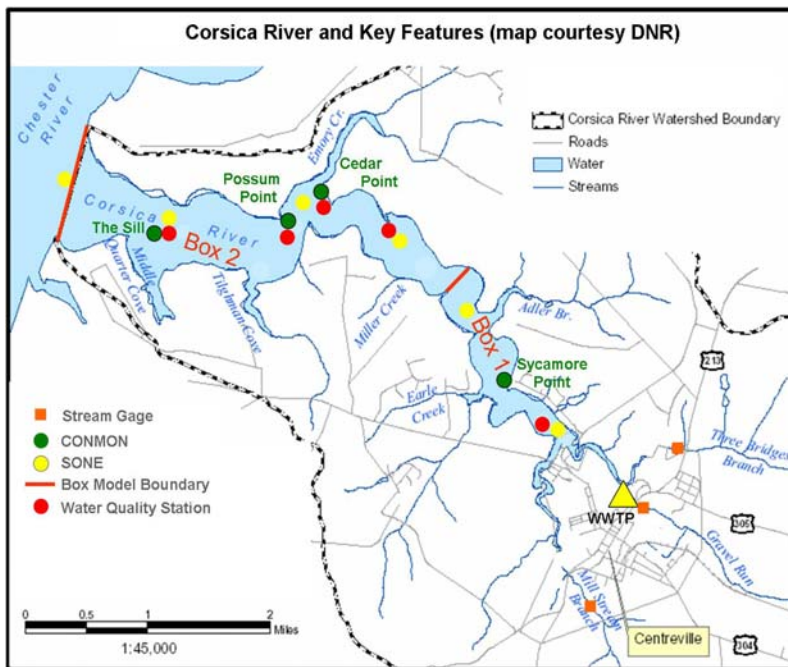 Corsica River and Key Features (map courtesy DNR)
Chester
River
Corsica River Watershed Boundary
Roads
Water
Streams
Emory Cr.
Cedar
Point
Possum
Point
Corsica
River
The Sill
Box 2
Middle
Quarter Cove
Tilghman Cove
Miller Creek
Adler Br.
Box 1
Sycamore
Point
Earle
Creek
213
Three Bridges
Branch
Stream Gage
CONMON
SONE
Box Model Boundary
Water Quality Station
WWTP
305
Gravel Run
Mill Stream
Branch
0 0.5 1 2
Miles
1:45,000
Centreville
304